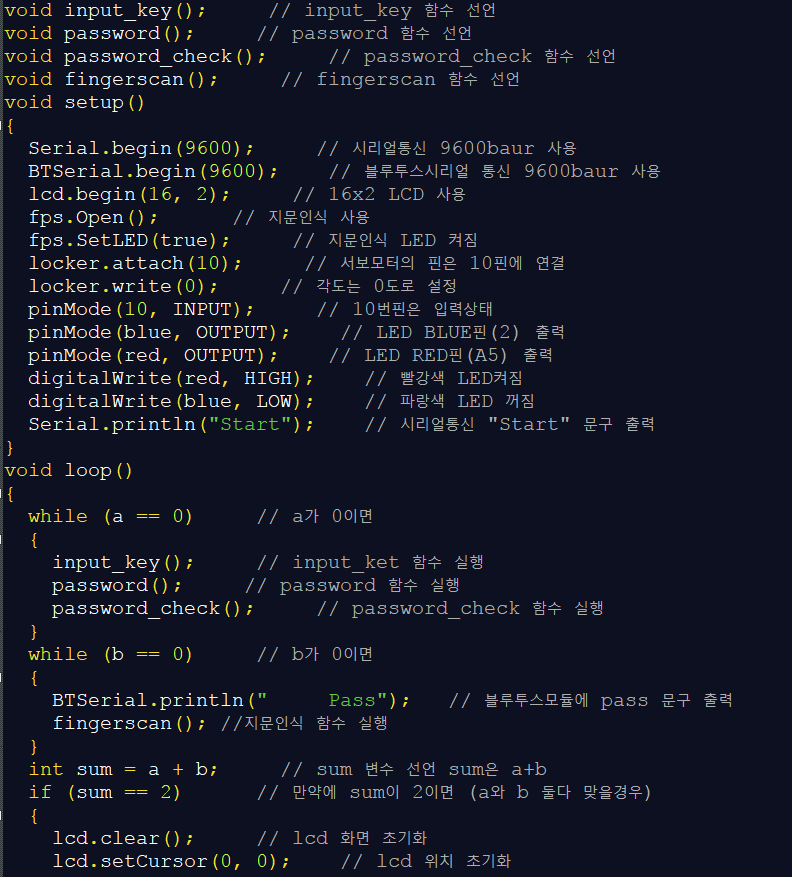 void input_key();     // input_key 함수 선언
void password();     // password 함수 선언
void password_check();     // password_check 함수 선언
void fingerscan();     // fingerscan 함수 선언
void setup()
{
  Serial.begin(9600);     // 시리얼통신 9600baur 사용
  BTSerial.begin(9600);    // 블루투스시리얼 통신 9600baur 사용
  lcd.begin(16, 2);     // 16x2 LCD 사용
  fps.Open();      // 지문인식 사용
  fps.SetLED(true);     // 지문인식 LED 켜짐
  locker.attach(10);     // 서보모터의 핀은 10핀에 연결
  locker.write(0);     // 각도는 0도로 설정
  pinMode(10, INPUT);     // 10번핀은 입력상태
  pinMode(blue, OUTPUT);    // LED BLUE핀(2) 출력
  pinMode(red, OUTPUT);    // LED RED핀(A5) 출력
  digitalWrite(red, HIGH);    // 빨강색 LED켜짐
  digitalWrite(blue, LOW);    // 파랑색 LED 꺼짐
  Serial.println("Start");    // 시리얼통신 "Start" 문구 출력
}
void loop()
{
  while (a == 0)     // a가 0이면
  {
    input_key();     // input_ket 함수 실행
    password();     // password 함수 실행
    password_check();     // password_check 함수 실행
  }
  while (b == 0)     // b가 0이면
  {
    BTSerial.println("     Pass");   // 블루투스모듈에 pass 문구 출력
    fingerscan(); //지문인식 함수 실행
  }
  int sum = a + b;     // sum 변수 선언 sum은 a+b
  if (sum == 2)      // 만약에 sum이 2이면 (a와 b 둘다 맞을경우)
  {
    lcd.clear();     // lcd 화면 초기화
    lcd.setCursor(0, 0);    // lcd 위치 초기화